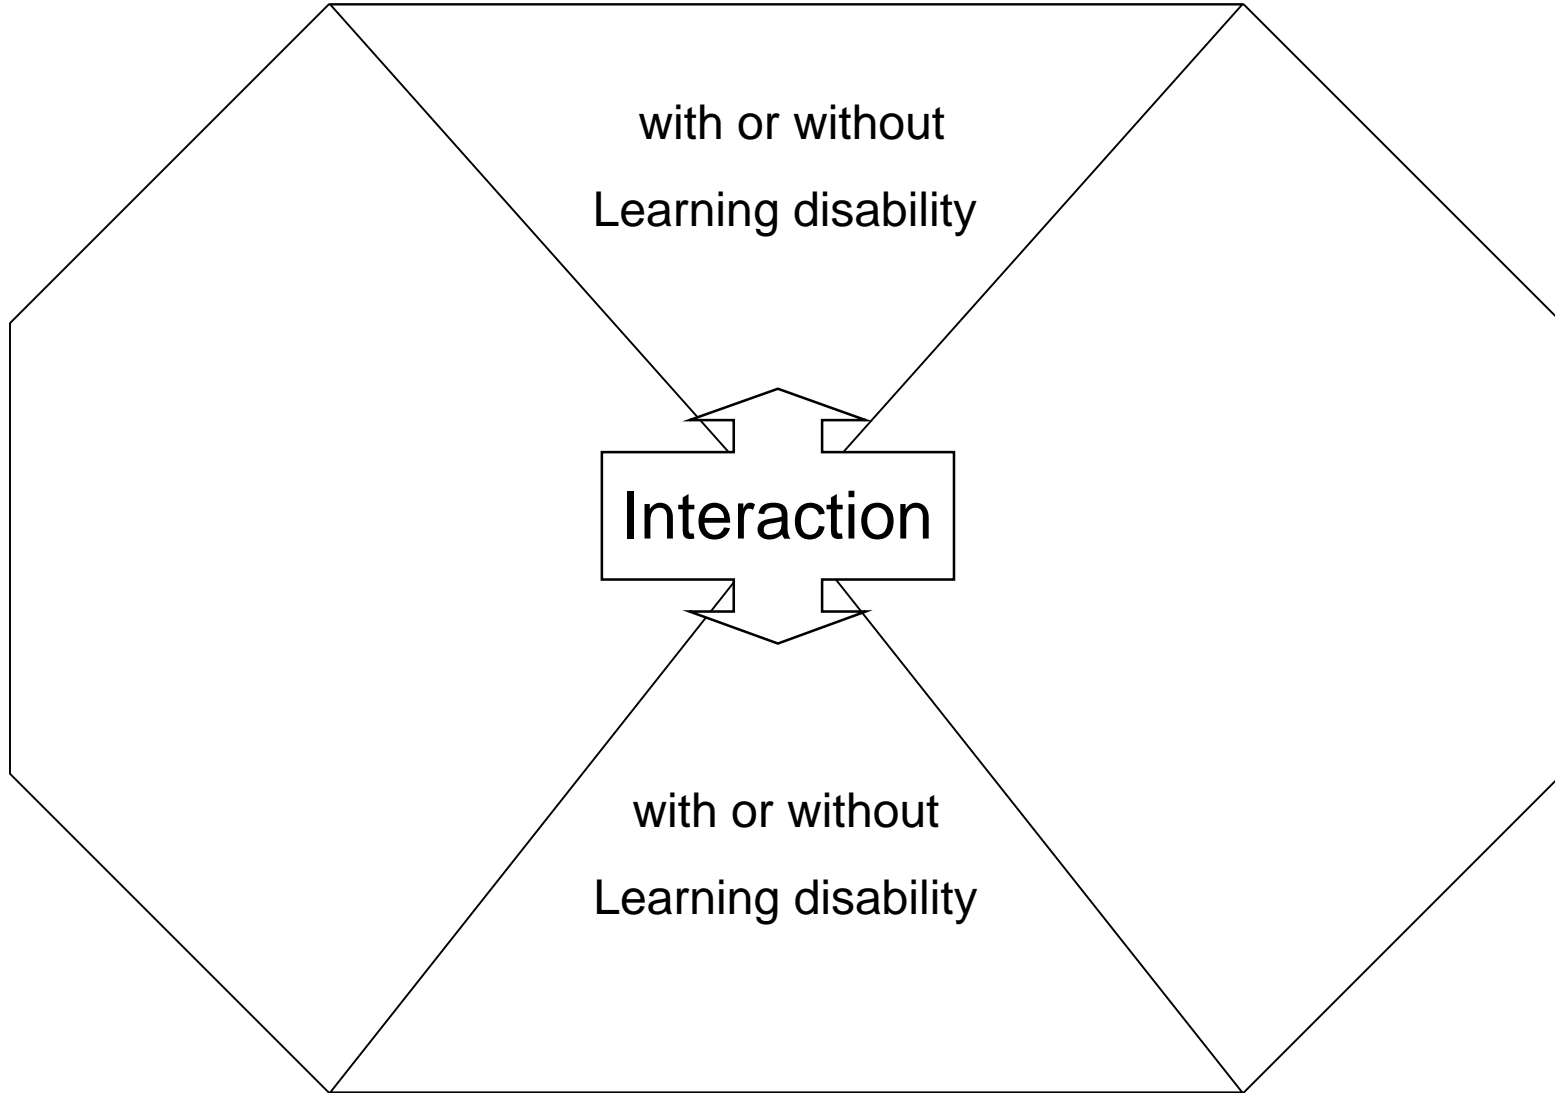 with or without
Learning disability
Interaction
with or without
Learning disability